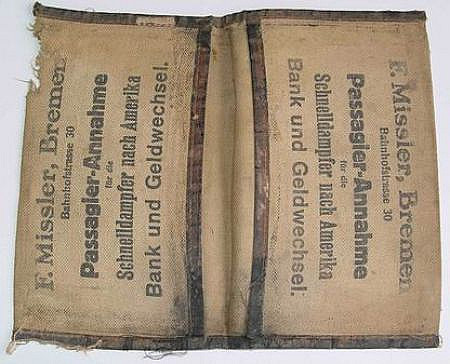 F. Missler, Bremen
Bahnhofstrasse 30
Passagier-Annahme
für die
Schnelldampfer nach Amerika
Bank und Geldwechsel.
F. Missler, Bremen
Bahnhofstrasse 30
Passagier-Annahme
für die
Schnelldampfer nach Amerika
Bank und Geldwechsel.